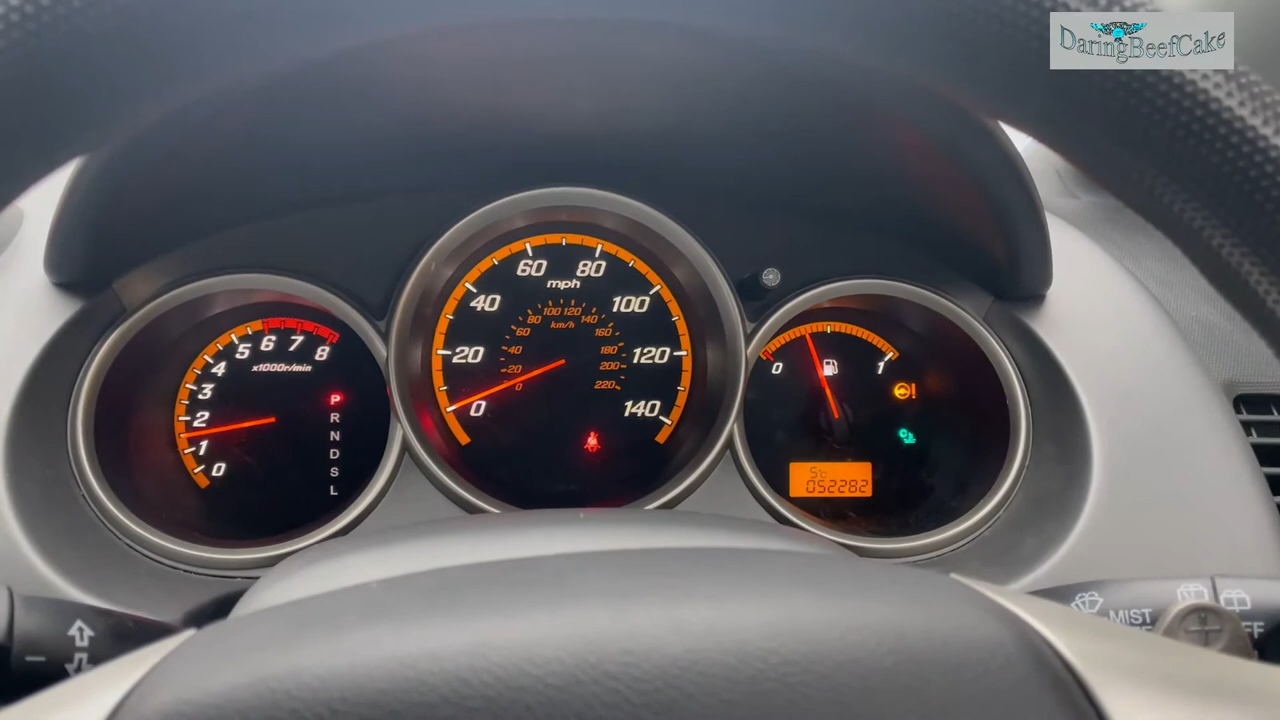 DaringBeefCake
0 1 2 3 4 5 6 7 8
x1000r/min
P
R
N
D
S
L
0 20 40 60 80 100 120 140
mph
0 20 40 60 80 100 120 140 160 180 200 220
km/h
0 1
!
5°C
052282
MIST
FF